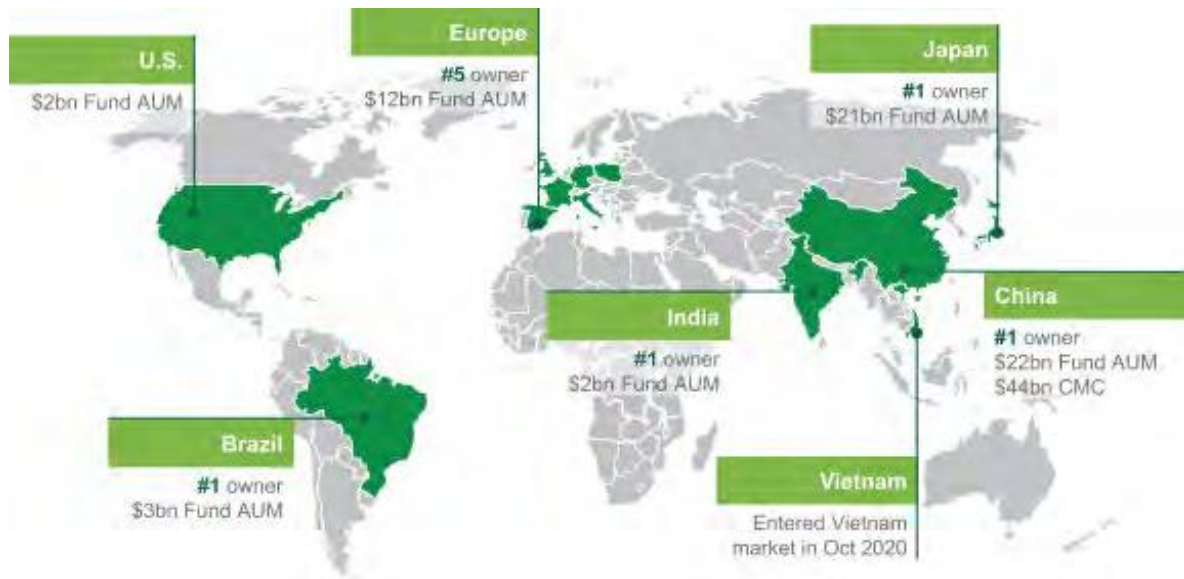 U.S.
$2bn Fund AUM
Europe
#5 owner
$12bn Fund AUM
Japan
#1 owner
$21bn Fund AUM
India
#1 owner
$2bn Fund AUM
China
#1 owner
$22bn Fund AUM
$44bn CMC
Brazil
#1 owner
$3bn Fund AUM
Vietnam
Entered Vietnam
market in Oct 2020